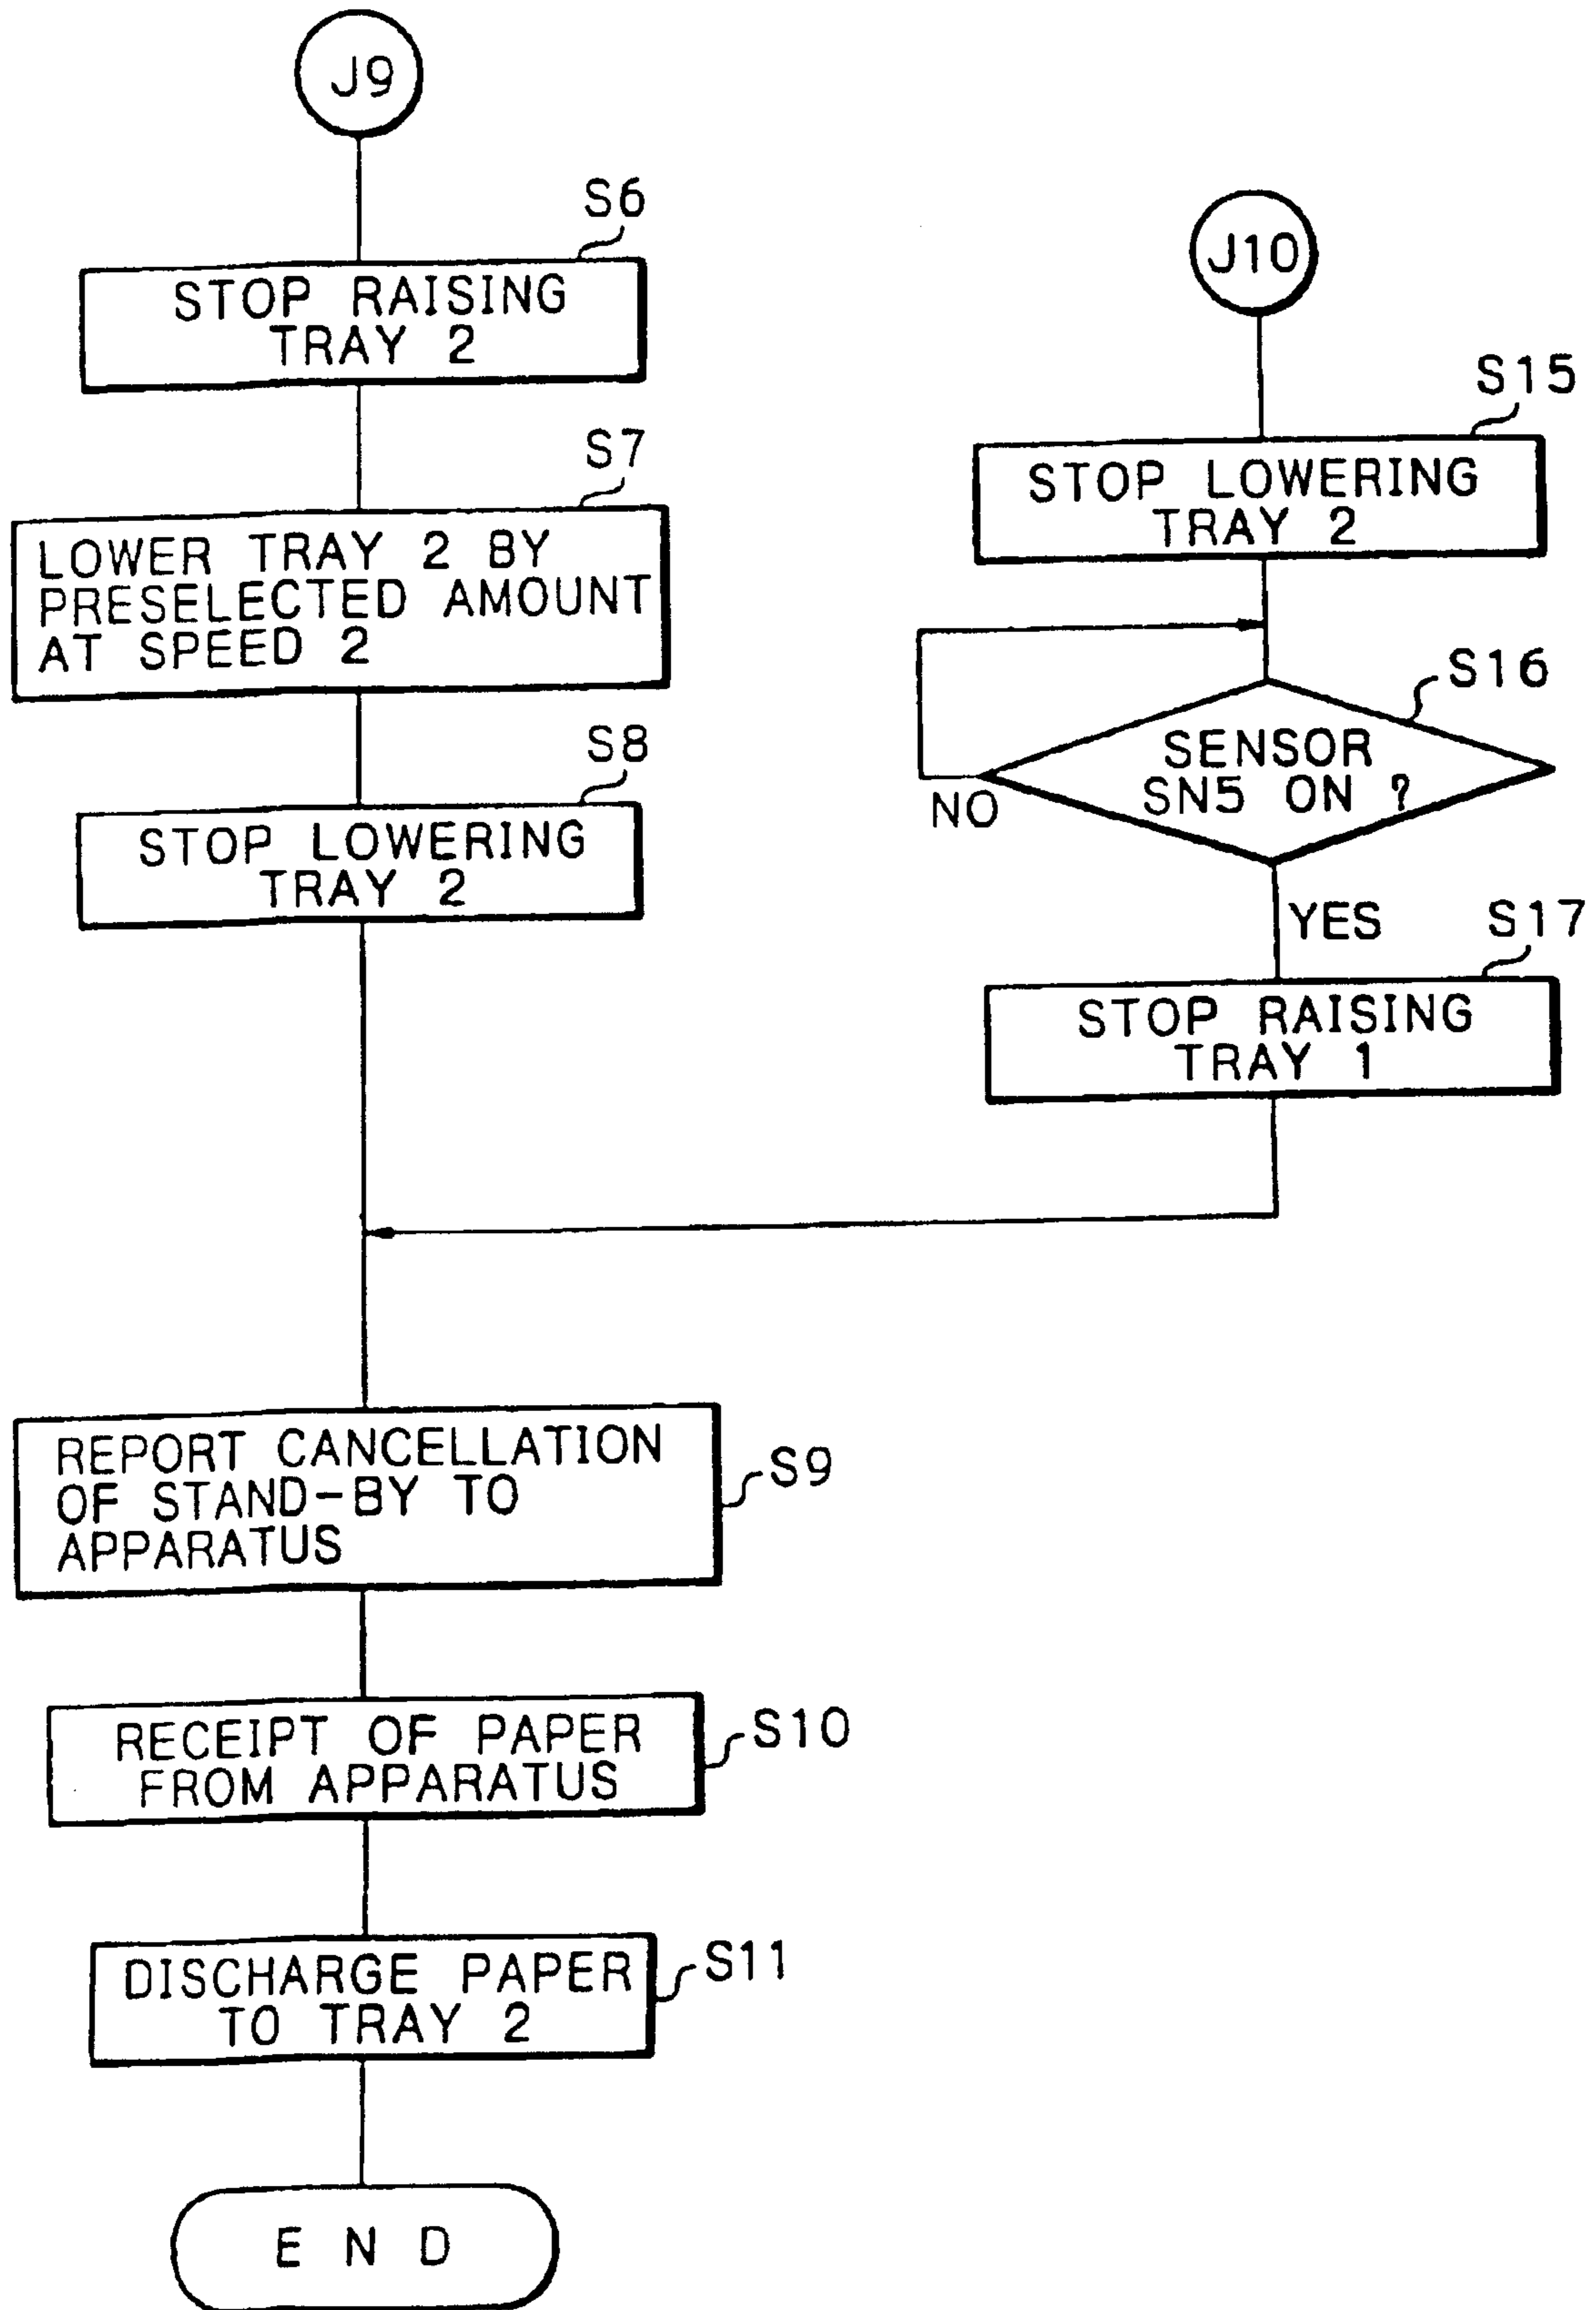 J9
S6
STOP RAISING
TRAY 2
S7
LOWER TRAY 2 BY
PRESELECTED AMOUNT
AT SPEED 2
S8
STOP LOWERING
TRAY 2
J10
S15
STOP LOWERING
TRAY 2
S16
SENSOR
SN5 ON ?
NO
YES
S17
STOP RAISING
TRAY 1
REPORT CANCELLATION
OF STAND-BY TO
APPARATUS
S9
RECEIPT OF PAPER
FROM APPARATUS
S10
DISCHARGE PAPER
TO TRAY 2
S11
END